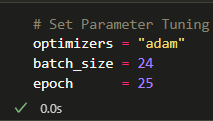 # Set Parameter Tuning
optimizers = "adam"
batch_size = 24
epoch      = 25
0.0s